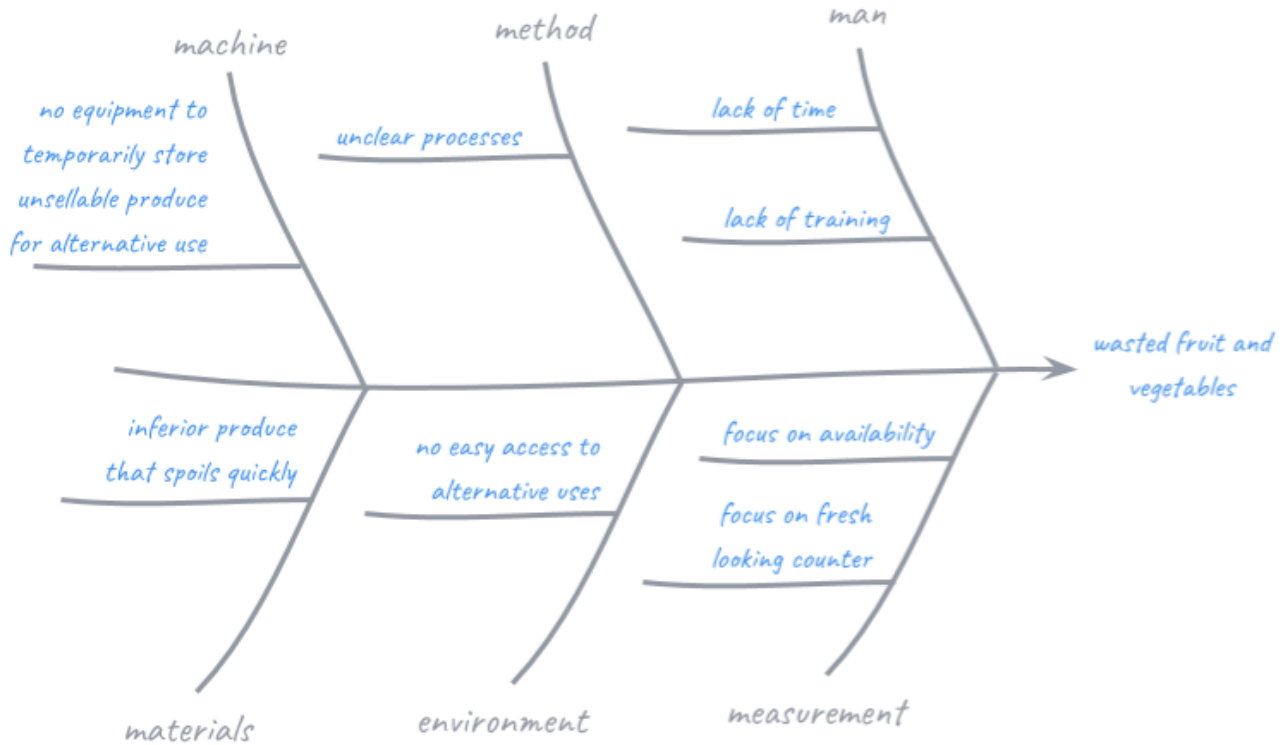 machine
method
man
no equipment to
temporarily store
unsellable produce
for alternative use
unclear processes
lack of time
lack of training
wasted fruit and
vegetables
inferior produce
that spoils quickly
no easy access to
alternative uses
focus on availability
focus on fresh
looking counter
materials
environment
measurement